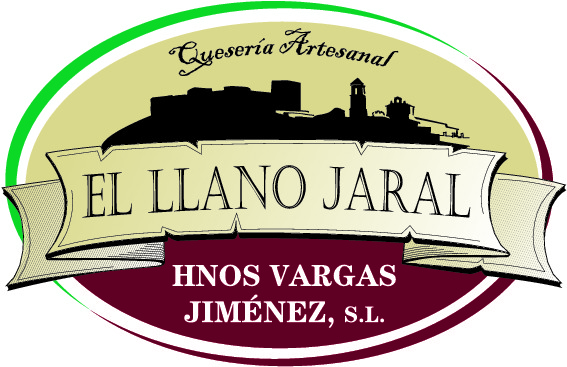 Quesería Artesanal
EL LLANO JARAL
HNOS VARGAS
JIMÉNEZ, S.L.